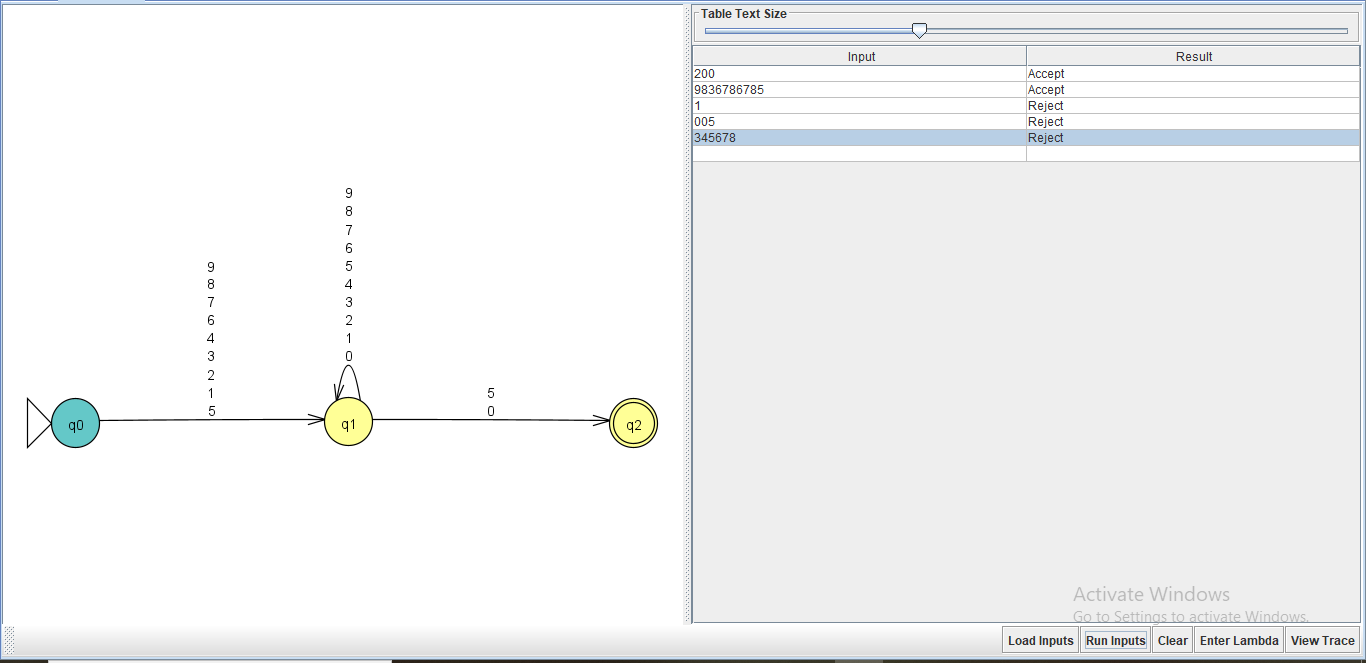 Table Text Size
Input Result
200 Accept
9836786785 Accept
1 Reject
005 Reject
345678 Reject
9
8
7
6
5
4
3
2
1
0
9
8
7
6
4
3
2
1
5
5
0
q0
q1
q2
Activate Windows
Go to Settings to activate Windows.
Load Inputs Run Inputs Clear Enter Lambda View Trace